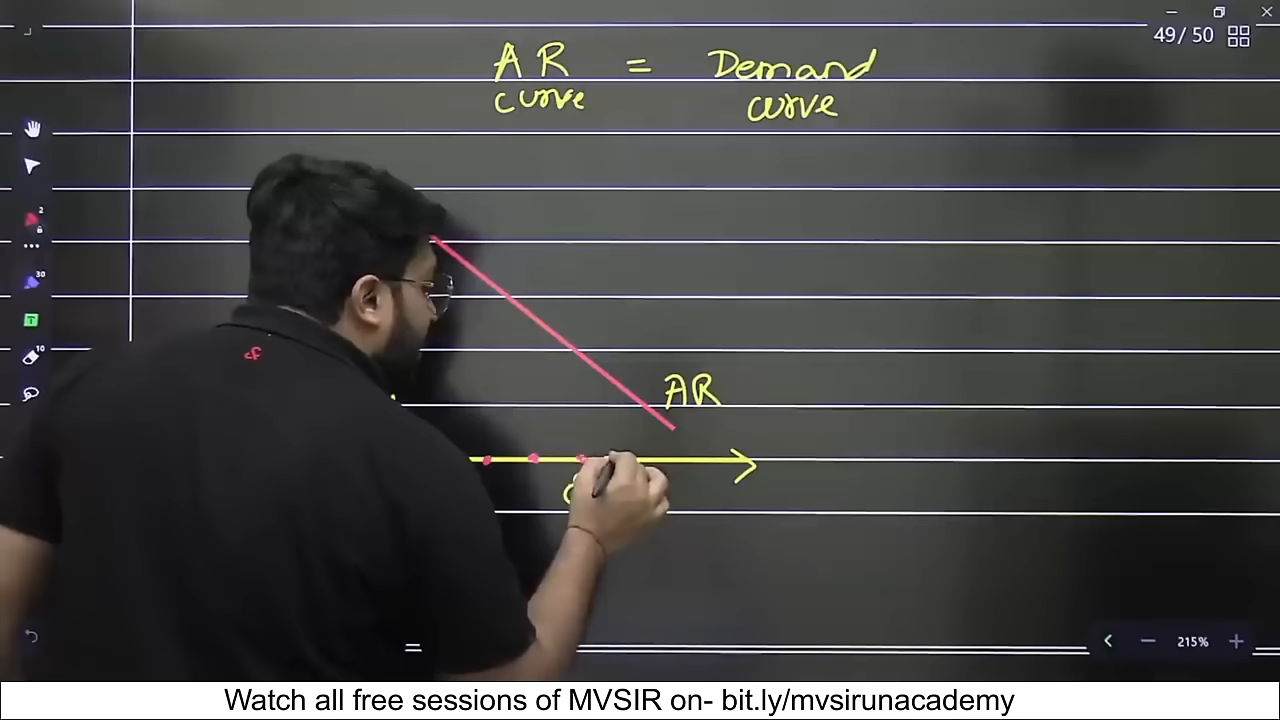 49/ 50
AR = Demand
curve curve
AR
215%
Watch all free sessions of MVSIR on- bit.ly/mvsirunacademy